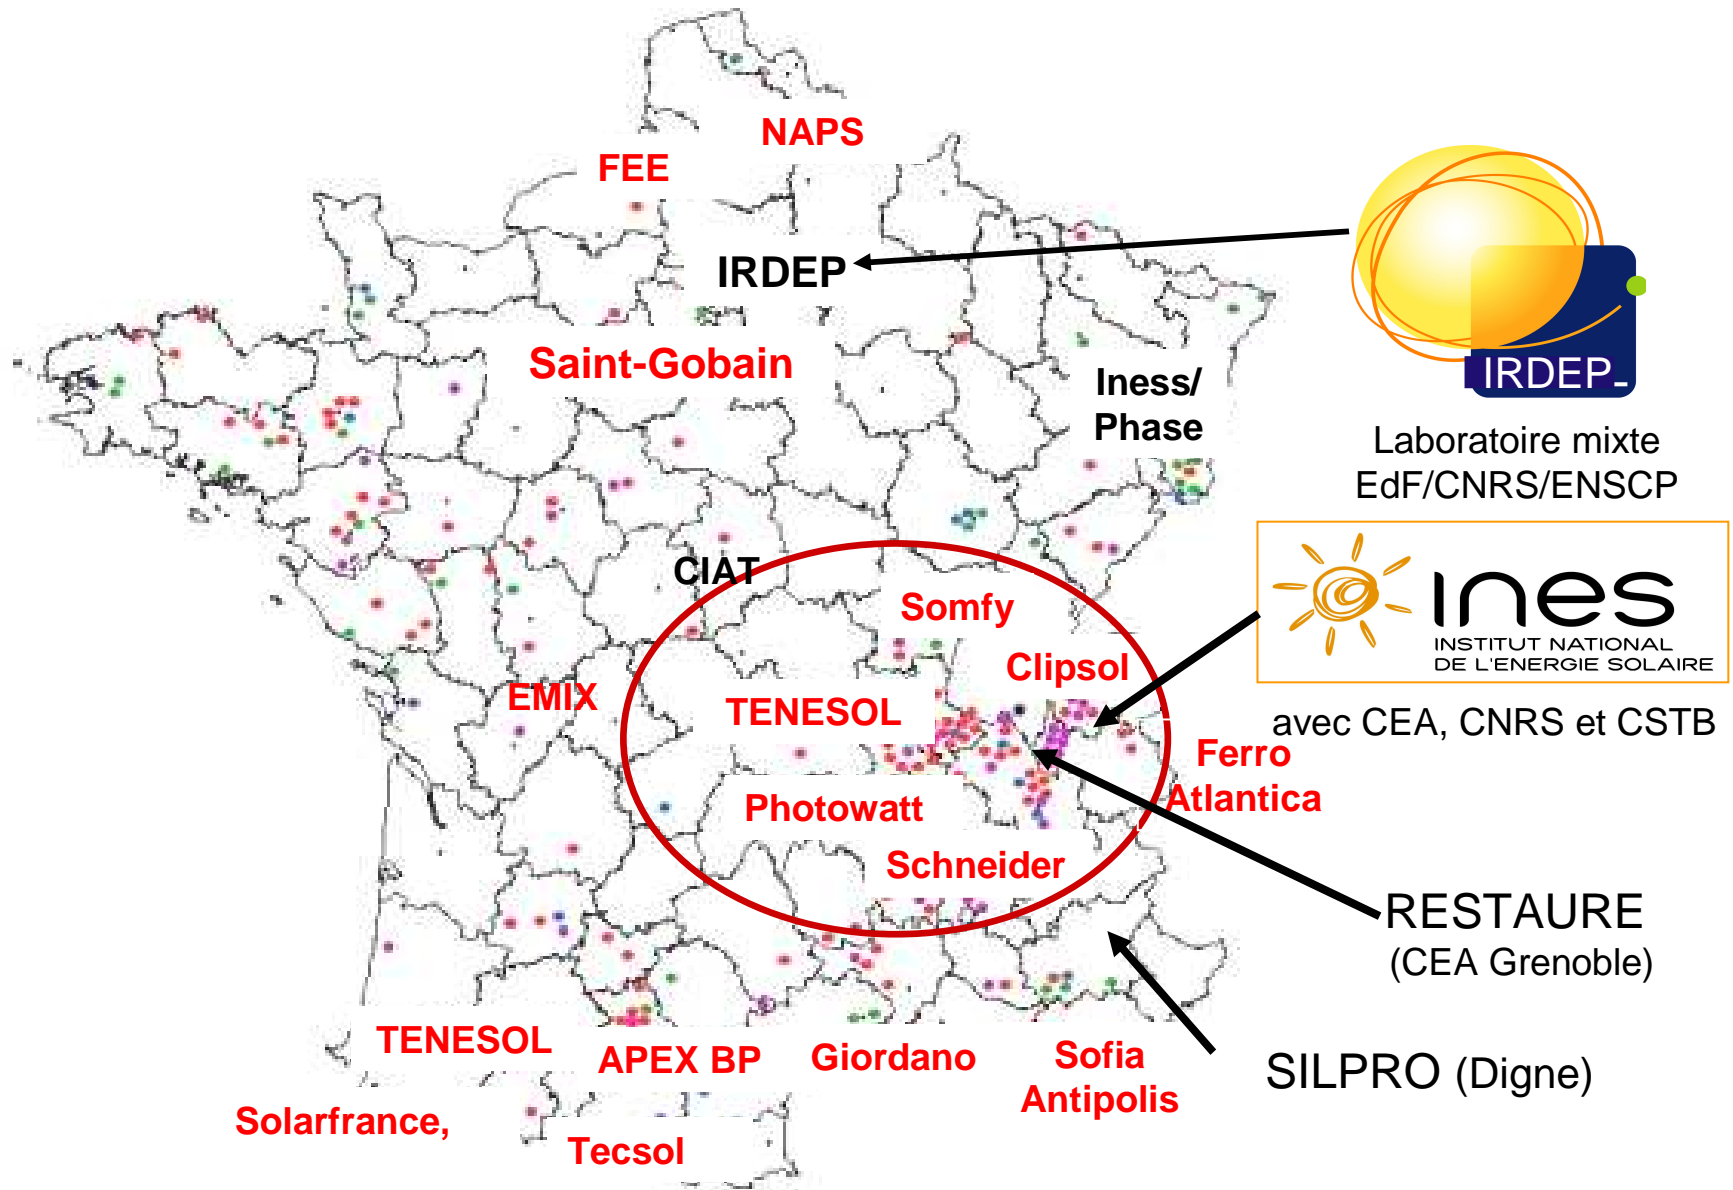 NAPS
FEE
IRDEP
Saint-Gobain
Iness/
Phase
IRDEP
Laboratoire mixte
EdF/CNRS/ENSCP
CIAT
Somfy
Clipsol
ines
INSTITUT NATIONAL
DE L'ENERGIE SOLAIRE
avec CEA, CNRS et CSTB
EMIX
TENESOL
Ferro
Atlantica
Photowatt
Schneider
RESTAURE
(CEA Grenoble)
TENESOL
APEX BP
Giordano
Sofia
Antipolis
SILPRO (Digne)
Solarfrance,
Tecsol